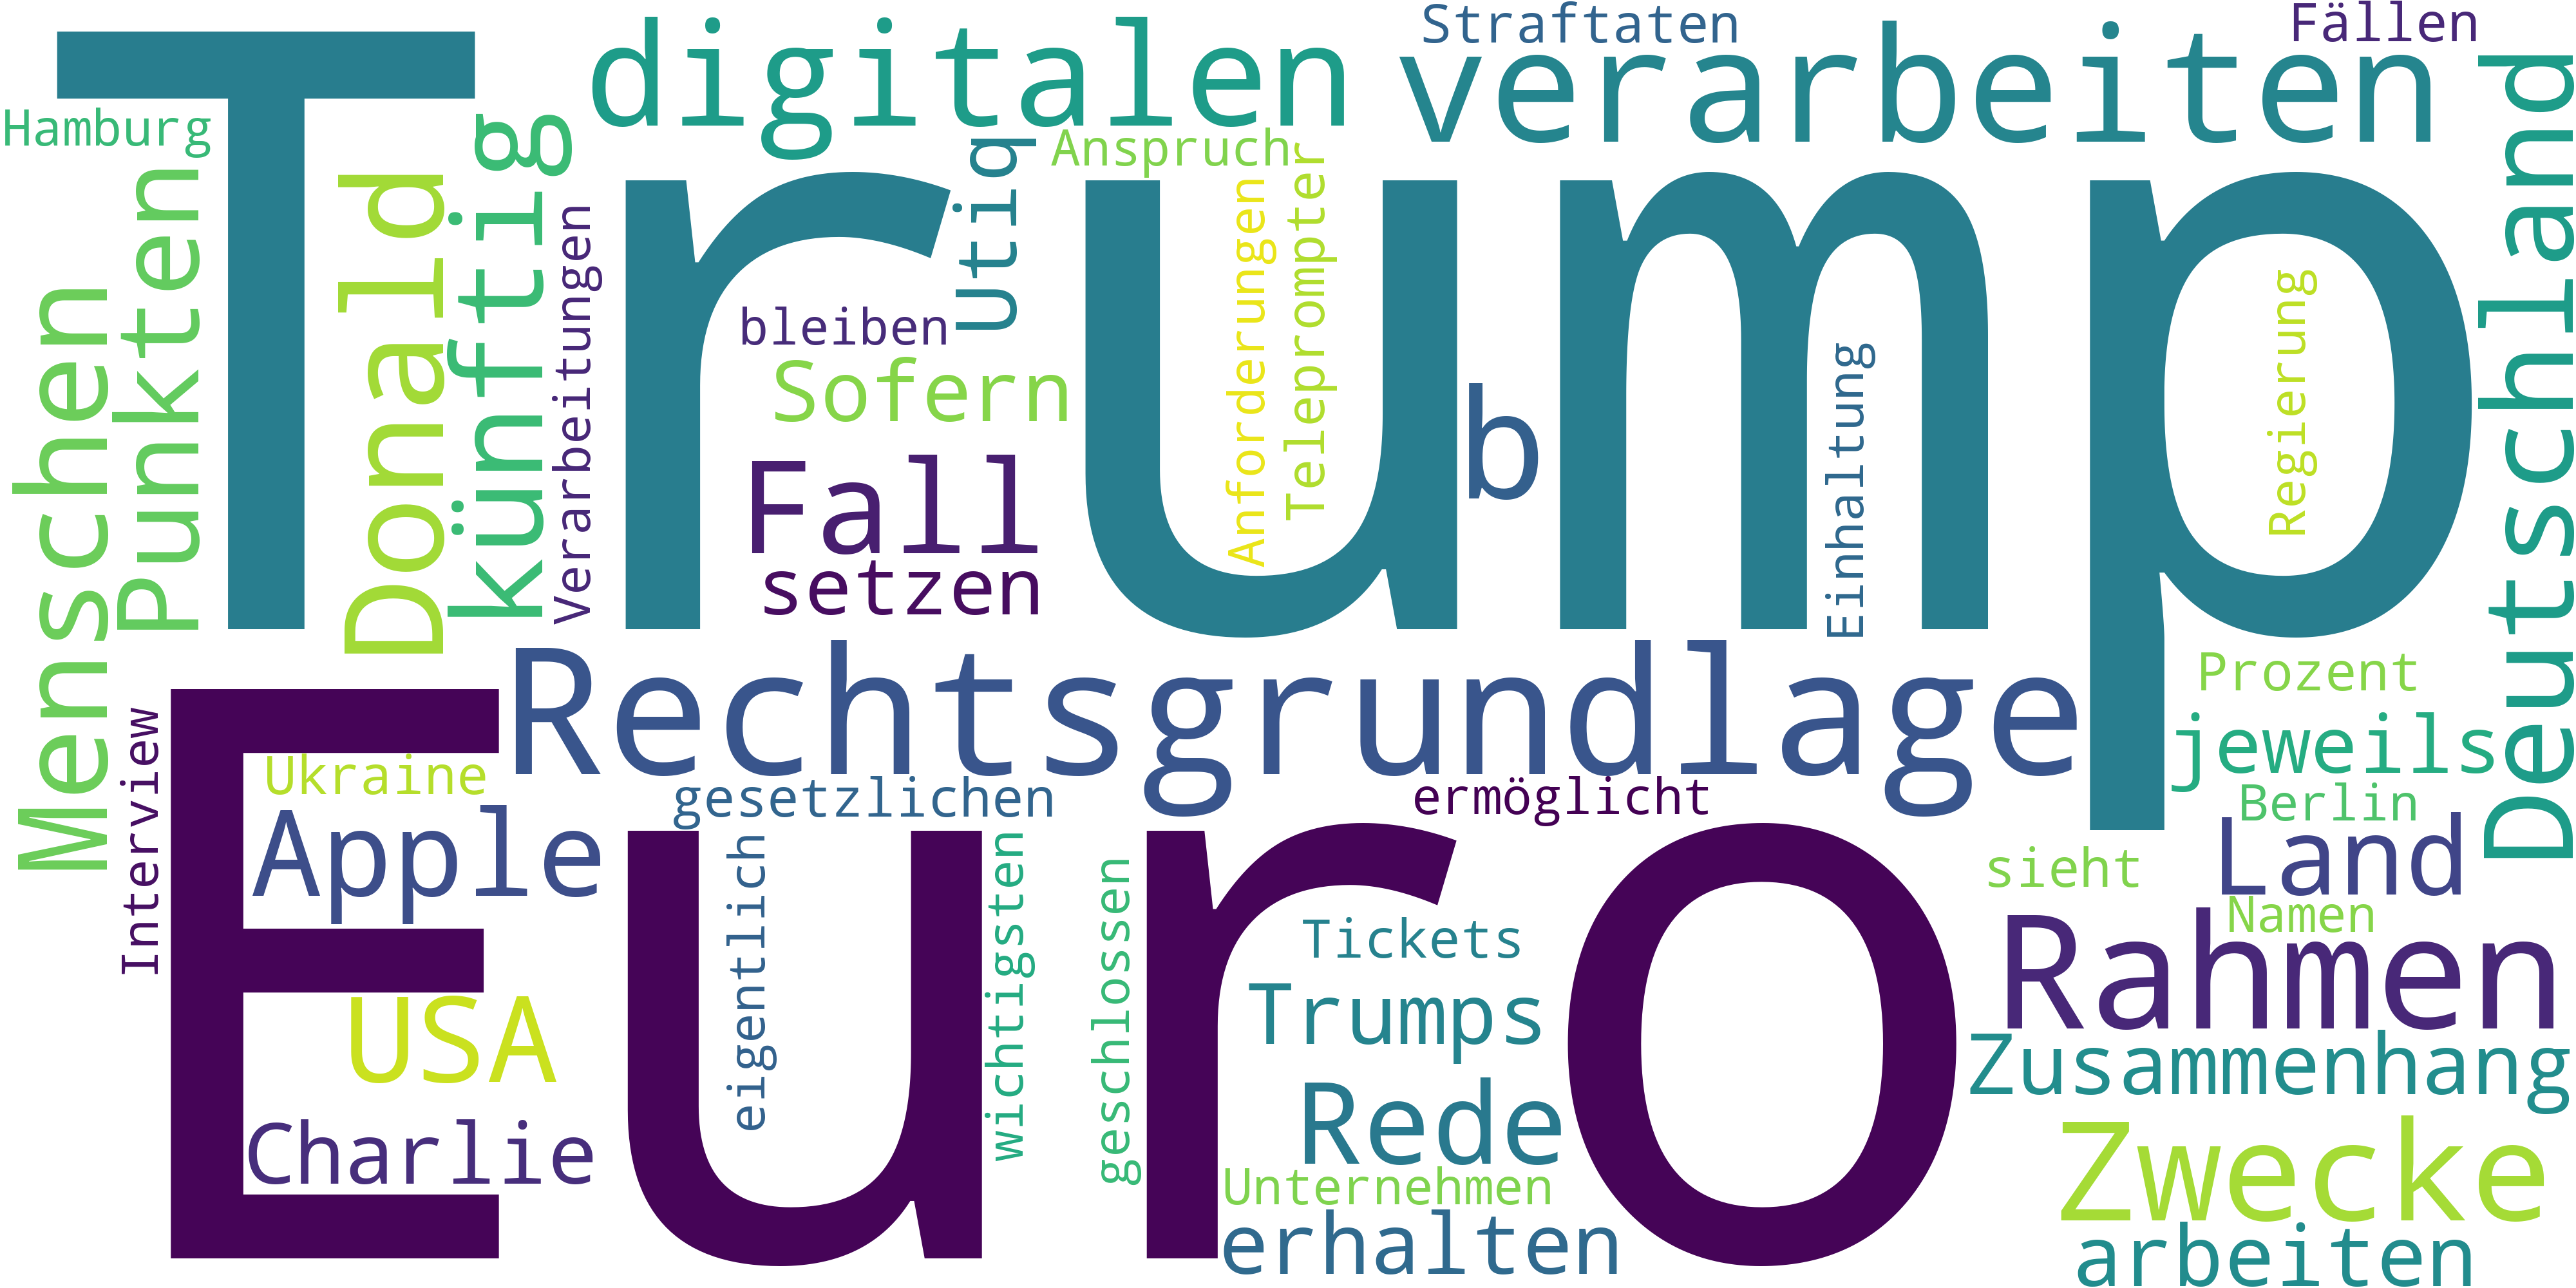 Straftaten
Fällen
digitalen
verarbeiten
Hamburg
Trump
Anspruch
Menschen
Punkten
Donald
künftig
Verarbeitungen
Utiq
Anforderungen
Teleprompter
Regierung
Deutschland
bleiben
Sofern
b
Einhaltung
Fall
setzen
Rechtsgrundlage
Prozent
jeweils
Interview
Euro
Ukraine
gesetzlichen
ermöglicht
Berlin
Apple
eigentlich
wichtigsten
geschlossen
Land
sieht
Namen
Tickets
Rahmen
USA
Trumps
Zusammenhang
Rede
Charlie
Zwecke
Unternehmen
erhalten
arbeiten